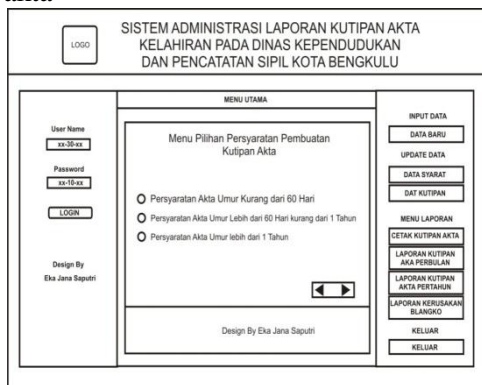 akta
LOGO
SISTEM ADMINISTRASI LAPORAN KUTIPAN AKTA
KELAHIRAN PADA DINAS KEPENDUDUKAN
DAN PENCATATAN SIPIL KOTA BENGKULU
User Name
xx-30-xx
Password
xx-10-xx
LOGIN
Design By
Eka Jana Saputri
MENU UTAMA
Menu Pilihan Persyaratan Pembuatan
Kutipan Akta
Persyaratan Akta Umur Kurang dari 60 Hari
Persyaratan Akta Umur Lebih dari 60 Hari kurang dari 1 Tahun
Persyaratan Akta Umur lebih dari 1 Tahun
Design By Eka Jana Saputri
INPUT DATA
DATA BARU
UPDATE DATA
DATA SYARAT
DAT KUTIPAN
MENU LAPORAN
CETAK KUTIPAN AKTA
LAPORAN KUTIPAN
AKA PERBULAN
LAPORAN KUTIPAN
AKTA PERTAHUN
LAPORAN KERUSAKAN
BLANGKO
KELUAR
KELUAR